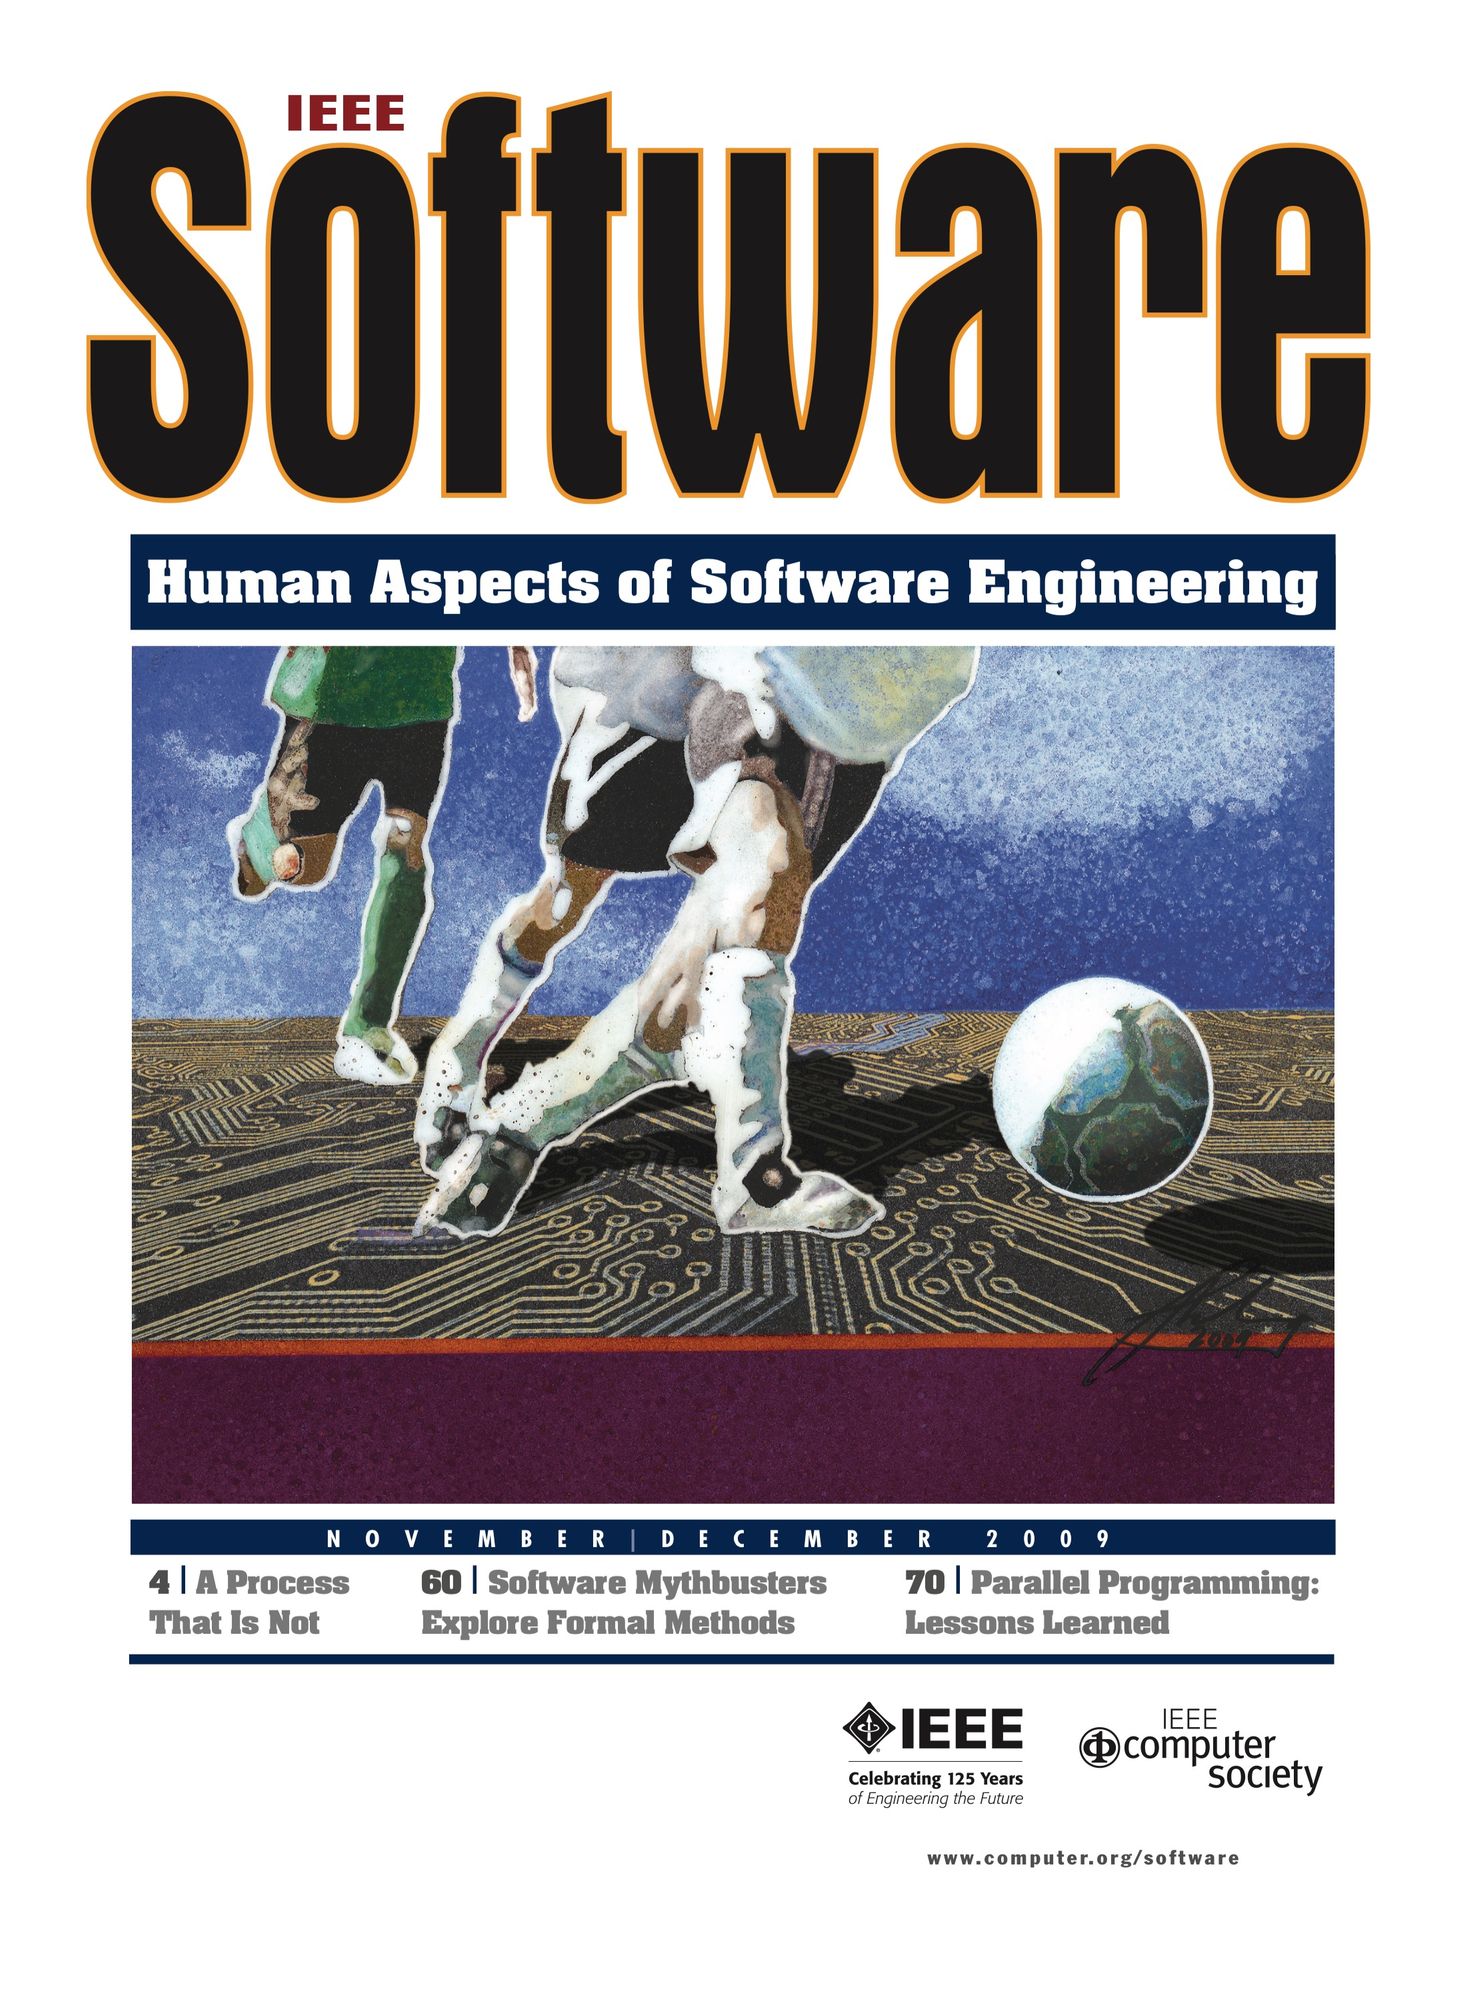 IEEE
Software
Human Aspects of Software Engineering
2009
NOVEMBER | DECEMBER 2009
4 | A Process
That Is Not
60 | Software Mythbusters
Explore Formal Methods
70 | Parallel Programming:
Lessons Learned
IEEE
Celebrating 125 Years
of Engineering the Future
IEEE
computer
society
www.computer.org/software